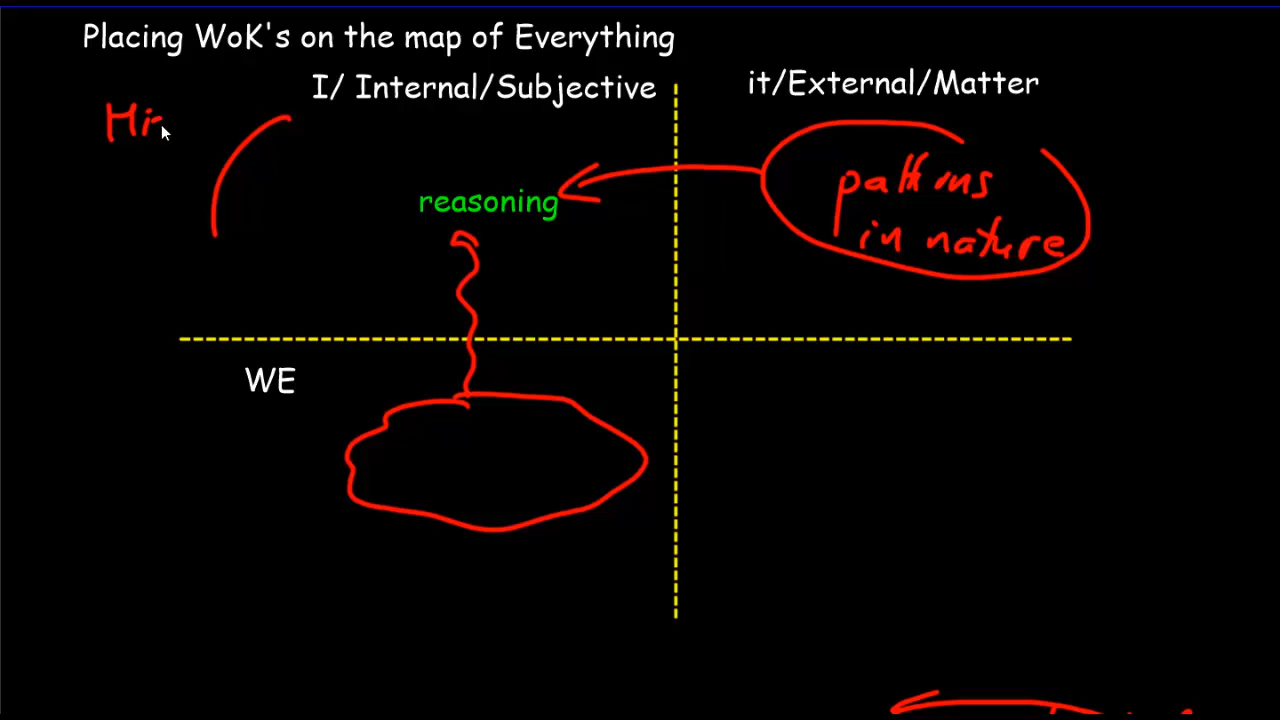 Placing WoK's on the map of Everything
I/ Internal/Subjective
it/External/Matter
reasoning
patterns
in nature
WE